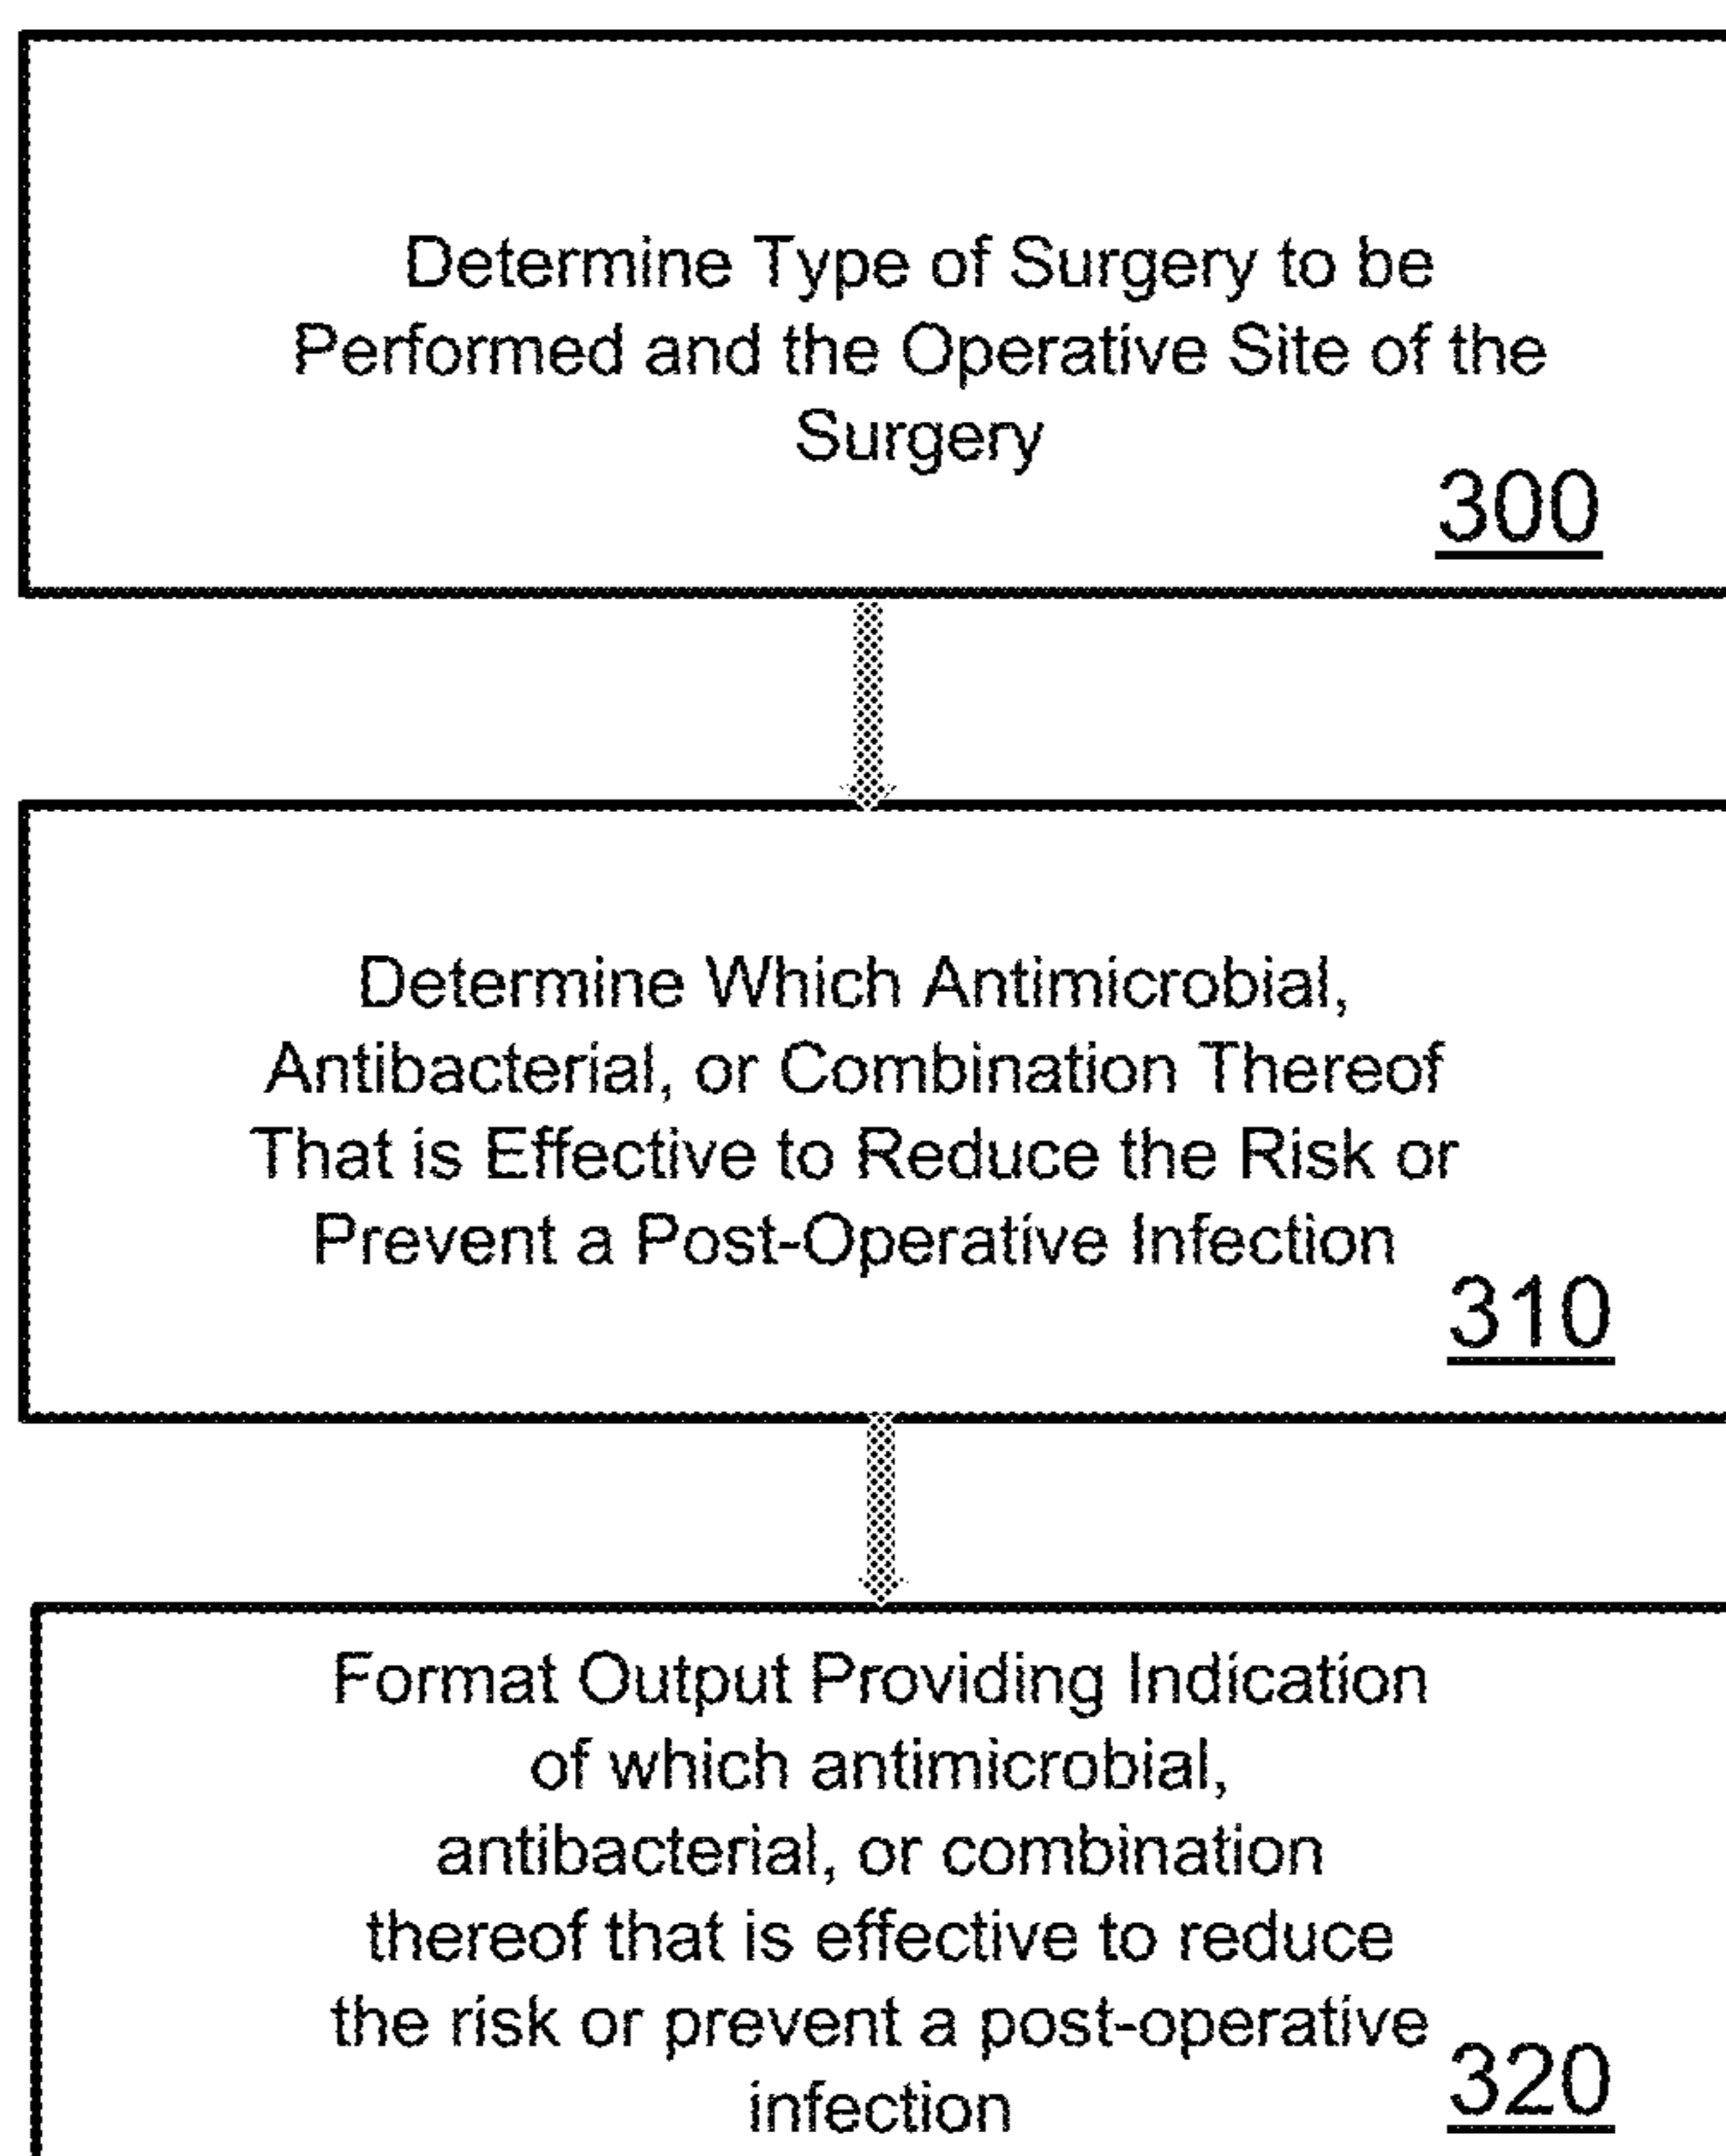 Determine Type of Surgery to be
Performed and the Operative Site of the
Surgery
300
Determine Which Antimicrobial,
Antibacterial, or Combination Thereof
That is Effective to Reduce the Risk or
Prevent a Post-Operative Infection
310
Format Output Providing Indication
of which antimicrobial,
antibacterial, or combination
thereof that is effective to reduce
the risk or prevent a post-operative
infection
320